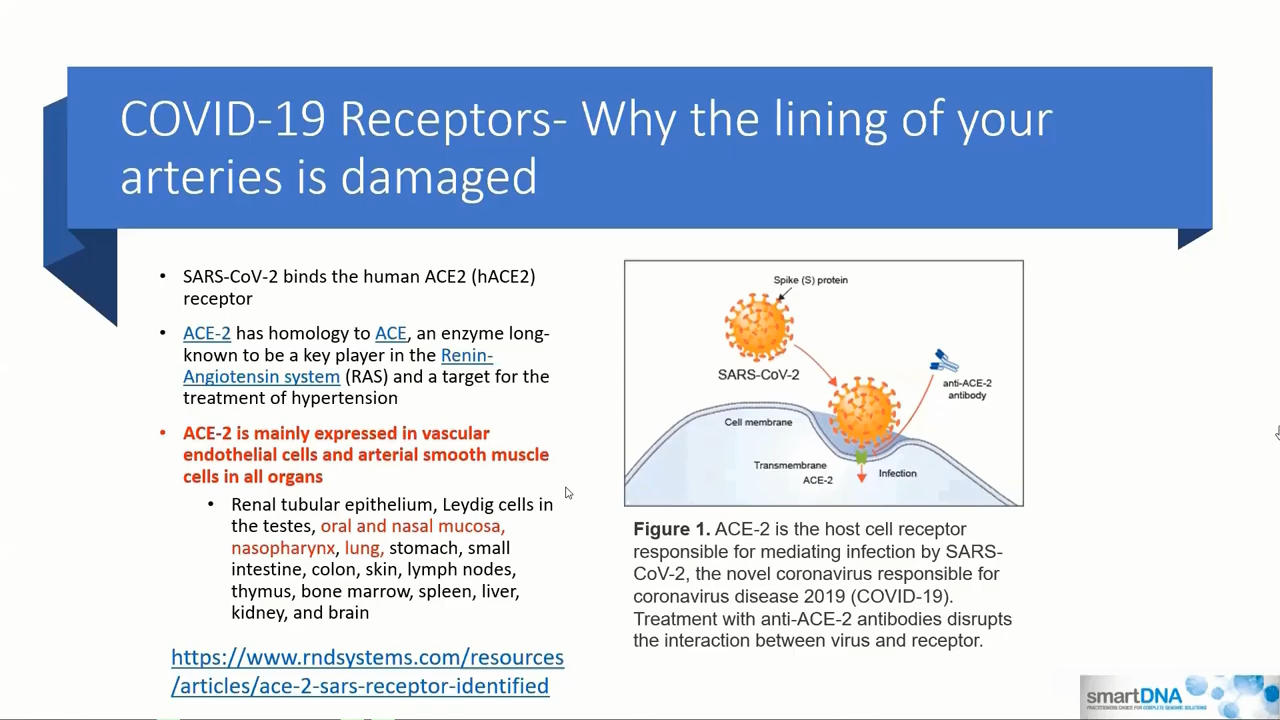 COVID-19 Receptors- Why the lining of your
arteries is damaged
SARS-CoV-2 binds the human ACE2 (hACE2)
receptor
ACE-2 has homology to ACE, an enzyme long-
known to be a key player in the Renin-
Angiotensin system (RAS) and a target for the
treatment of hypertension
ACE-2 is mainly expressed in vascular
endothelial cells and arterial smooth muscle
cells in all organs
Renal tubular epithelium, Leydig cells in
the testes, oral and nasal mucosa,
nasopharynx, lung, stomach, small
intestine, colon, skin, lymph nodes,
thymus, bone marrow, spleen, liver,
kidney, and brain
https://www.rndsystems.com/resources
/articles/ace-2-sars-receptor-identified
Spike (S) protein
SARS-CoV-2
anti-ACE-2
antibody
Cell membrane
Transmembrane
ACE-2
Infection
Figure 1. ACE-2 is the host cell receptor
responsible for mediating infection by SARS-
CoV-2, the novel coronavirus responsible for
coronavirus disease 2019 (COVID-19).
Treatment with anti-ACE-2 antibodies disrupts
the interaction between virus and receptor.
smartDNA
PRACTITIONERS CHOICE FOR COMPLETE GENOMIC SOLUTIONS